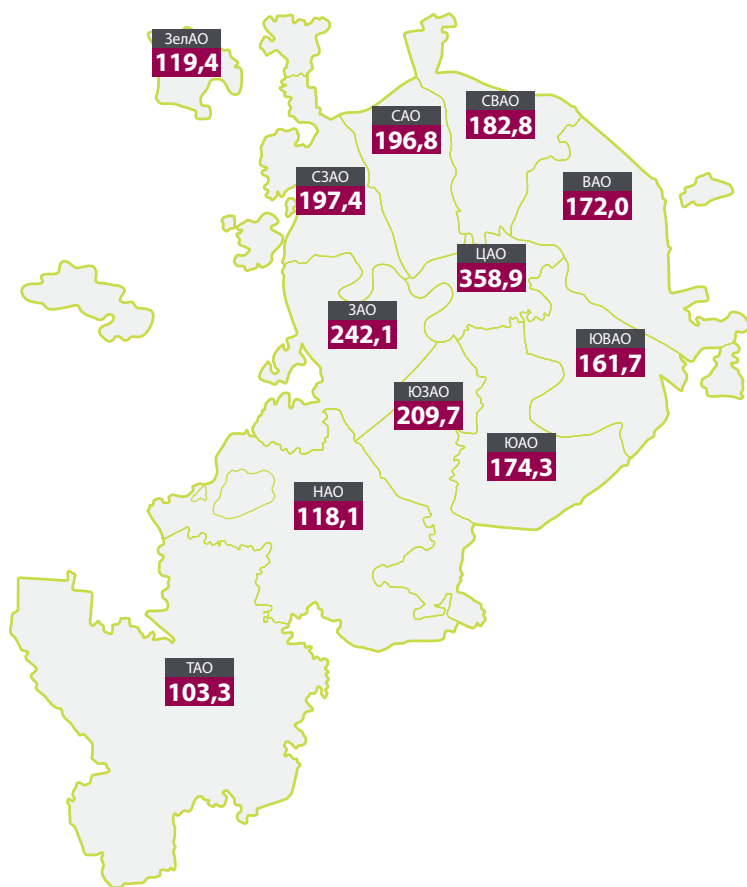 ЗелАО
119,4
САО
196,8
СВАО
182,8
СЗАО
197,4
ВАО
172,0
ЦАО
358,9
ЗАО
242,1
ЮВАО
161,7
ЮЗАО
209,7
ЮАО
174,3
НАО
118,1
ТАО
103,3